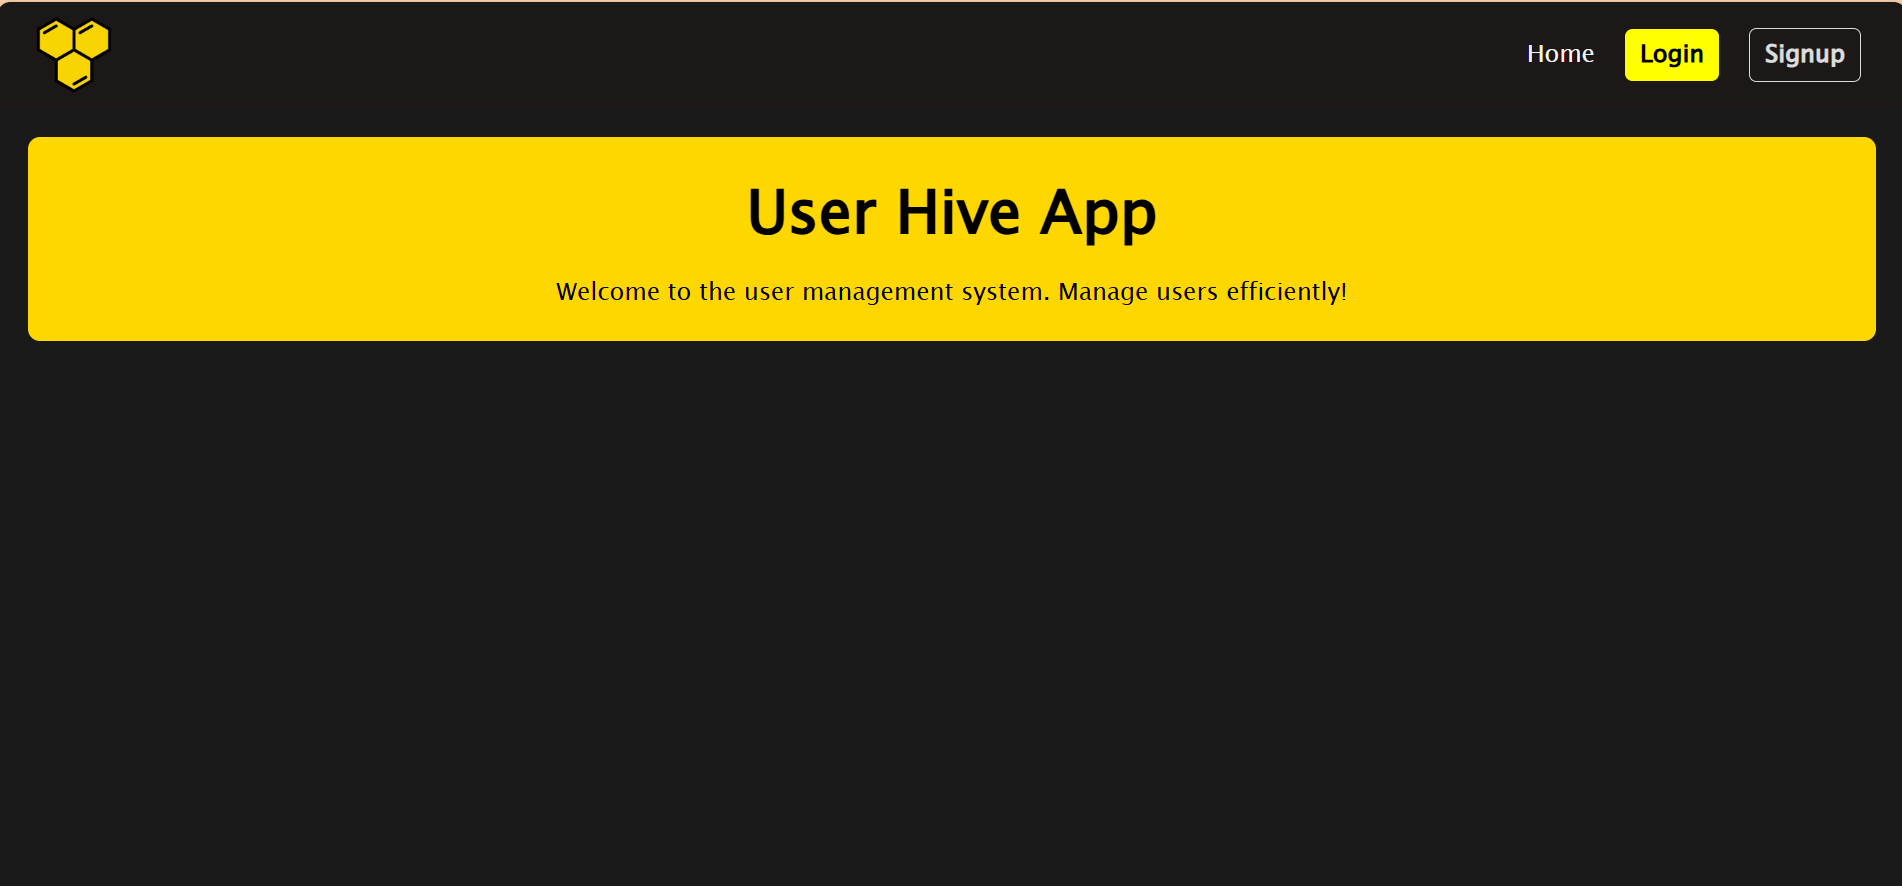 Home Login Signup
User Hive App
Welcome to the user management system. Manage users efficiently!